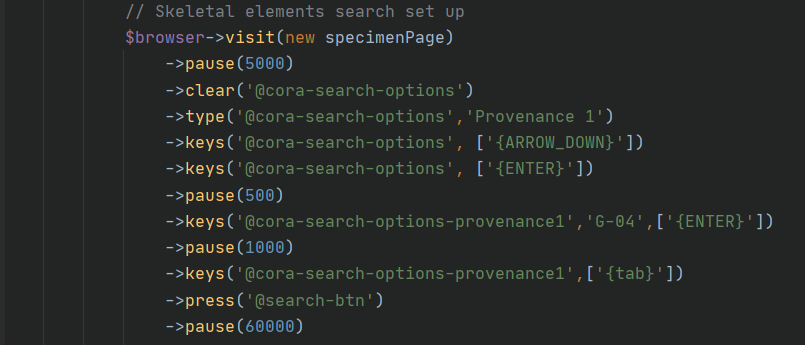 // Skeletal elements search set up
$browser->visit(new specimenPage)
->pause(5000)
->clear('@cora-search-options')
->type('@cora-search-options','Provenance 1')
->keys('@cora-search-options', ['{ARROW_DOWN}'])
->keys('@cora-search-options', ['{ENTER}'])
->pause(500)
->keys('@cora-search-options-provenance1','G-04',['{ENTER}'])
->pause(1000)
->keys('@cora-search-options-provenance1',['{tab}'])
->press('@search-btn')
->pause(60000)